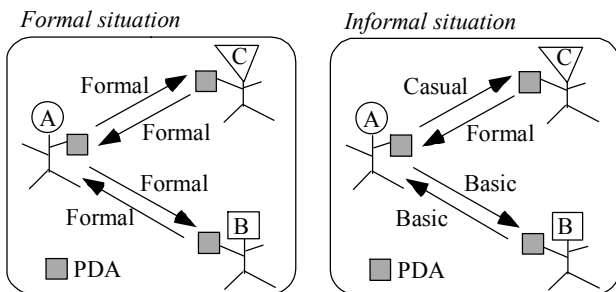 Formal situation
Formal
C
Formal
A
Formal
Formal
B
PDA
Informal situation
Casual
C
Formal
A
Basic
Basic
B
PDA